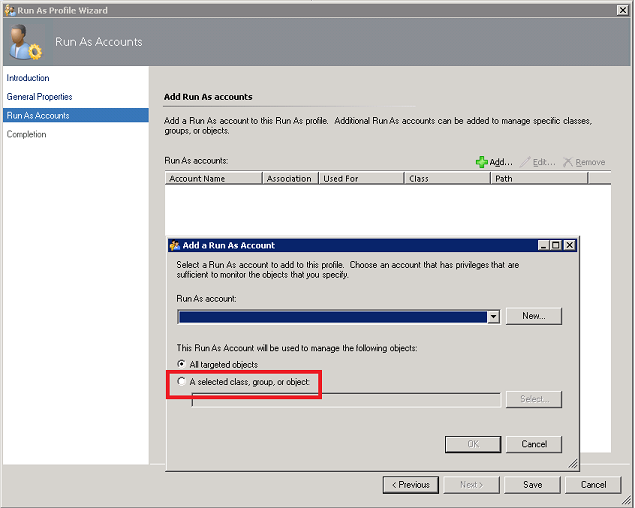 Run As Profile Wizard
Run As Accounts
Introduction
General Properties
Run As Accounts
Completion
Add Run As accounts
Add a Run As account to this Run As profile.  Additional Run As accounts can be added to manage specific classes,
groups, or objects.
Run As accounts:
Add... Edit... Remove
Account Name Association Used For Class Path
Add a Run As Account
Select a Run As account to add to this profile.  Choose an account that has privileges that are
sufficient to monitor the objects that you specify.
Run As account:
New...
This Run As Account will be used to manage the following objects:
All targeted objects
A selected class, group, or object:
Select...
OK Cancel
< Previous Next > Save Cancel